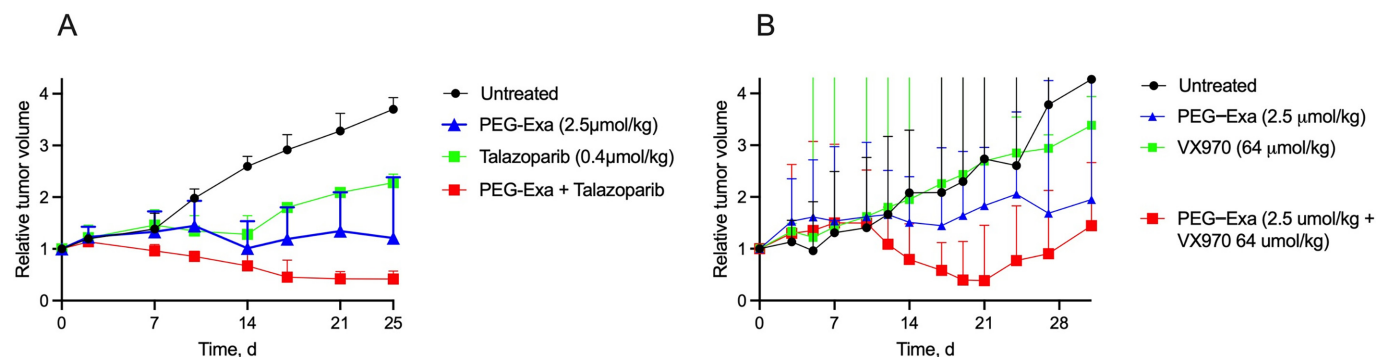 A
Relative tumor volume
4
3
2
1
0
0 7 14 21 25
Time, d
Untreated
PEG-Exa (2.5μmol/kg)
Talazoparib (0.4μmol/kg)
PEG-Exa + Talazoparib
B
Relative tumor volume
4
3
2
1
0
0 7 14 21 28
Time, d
Untreated
PEG−Exa (2.5 μmol/kg)
VX970 (64 μmol/kg)
PEG−Exa (2.5 umol/kg +
VX970 64 umol/kg)